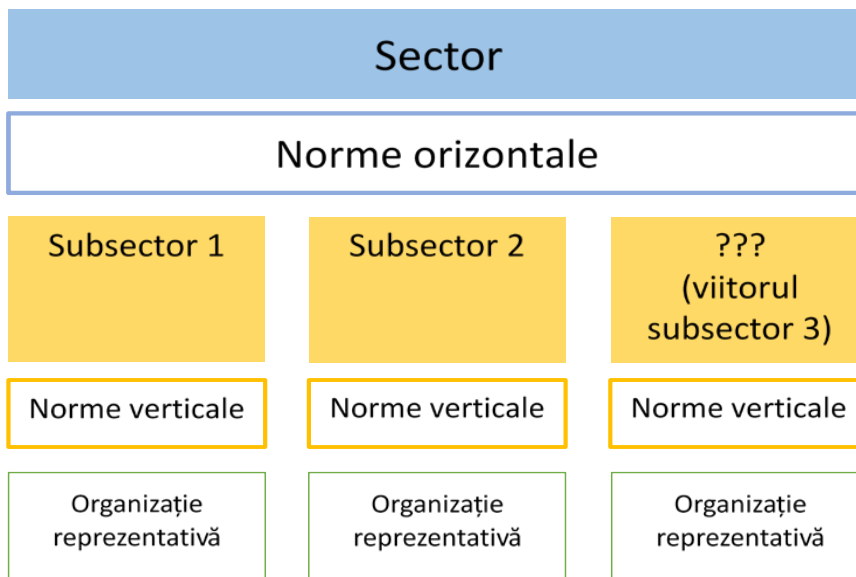 Sector
Norme orizontale
Subsector 1
Subsector 2
???
(viitorul
subsector 3)
Norme verticale
Norme verticale
Norme verticale
Organizație
reprezentativă
Organizație
reprezentativă
Organizație
reprezentativă